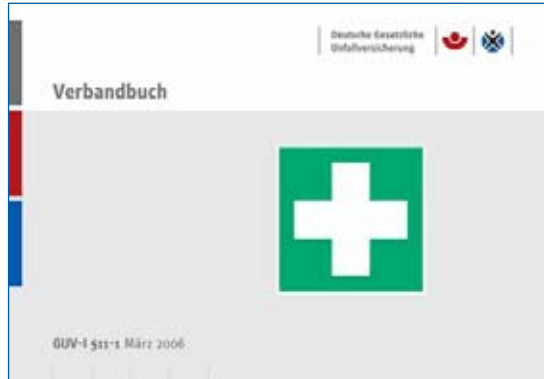 Deutsche Gesetzliche
Unfallversicherung
Verbandbuch
GUV-I 511-1 März 2006